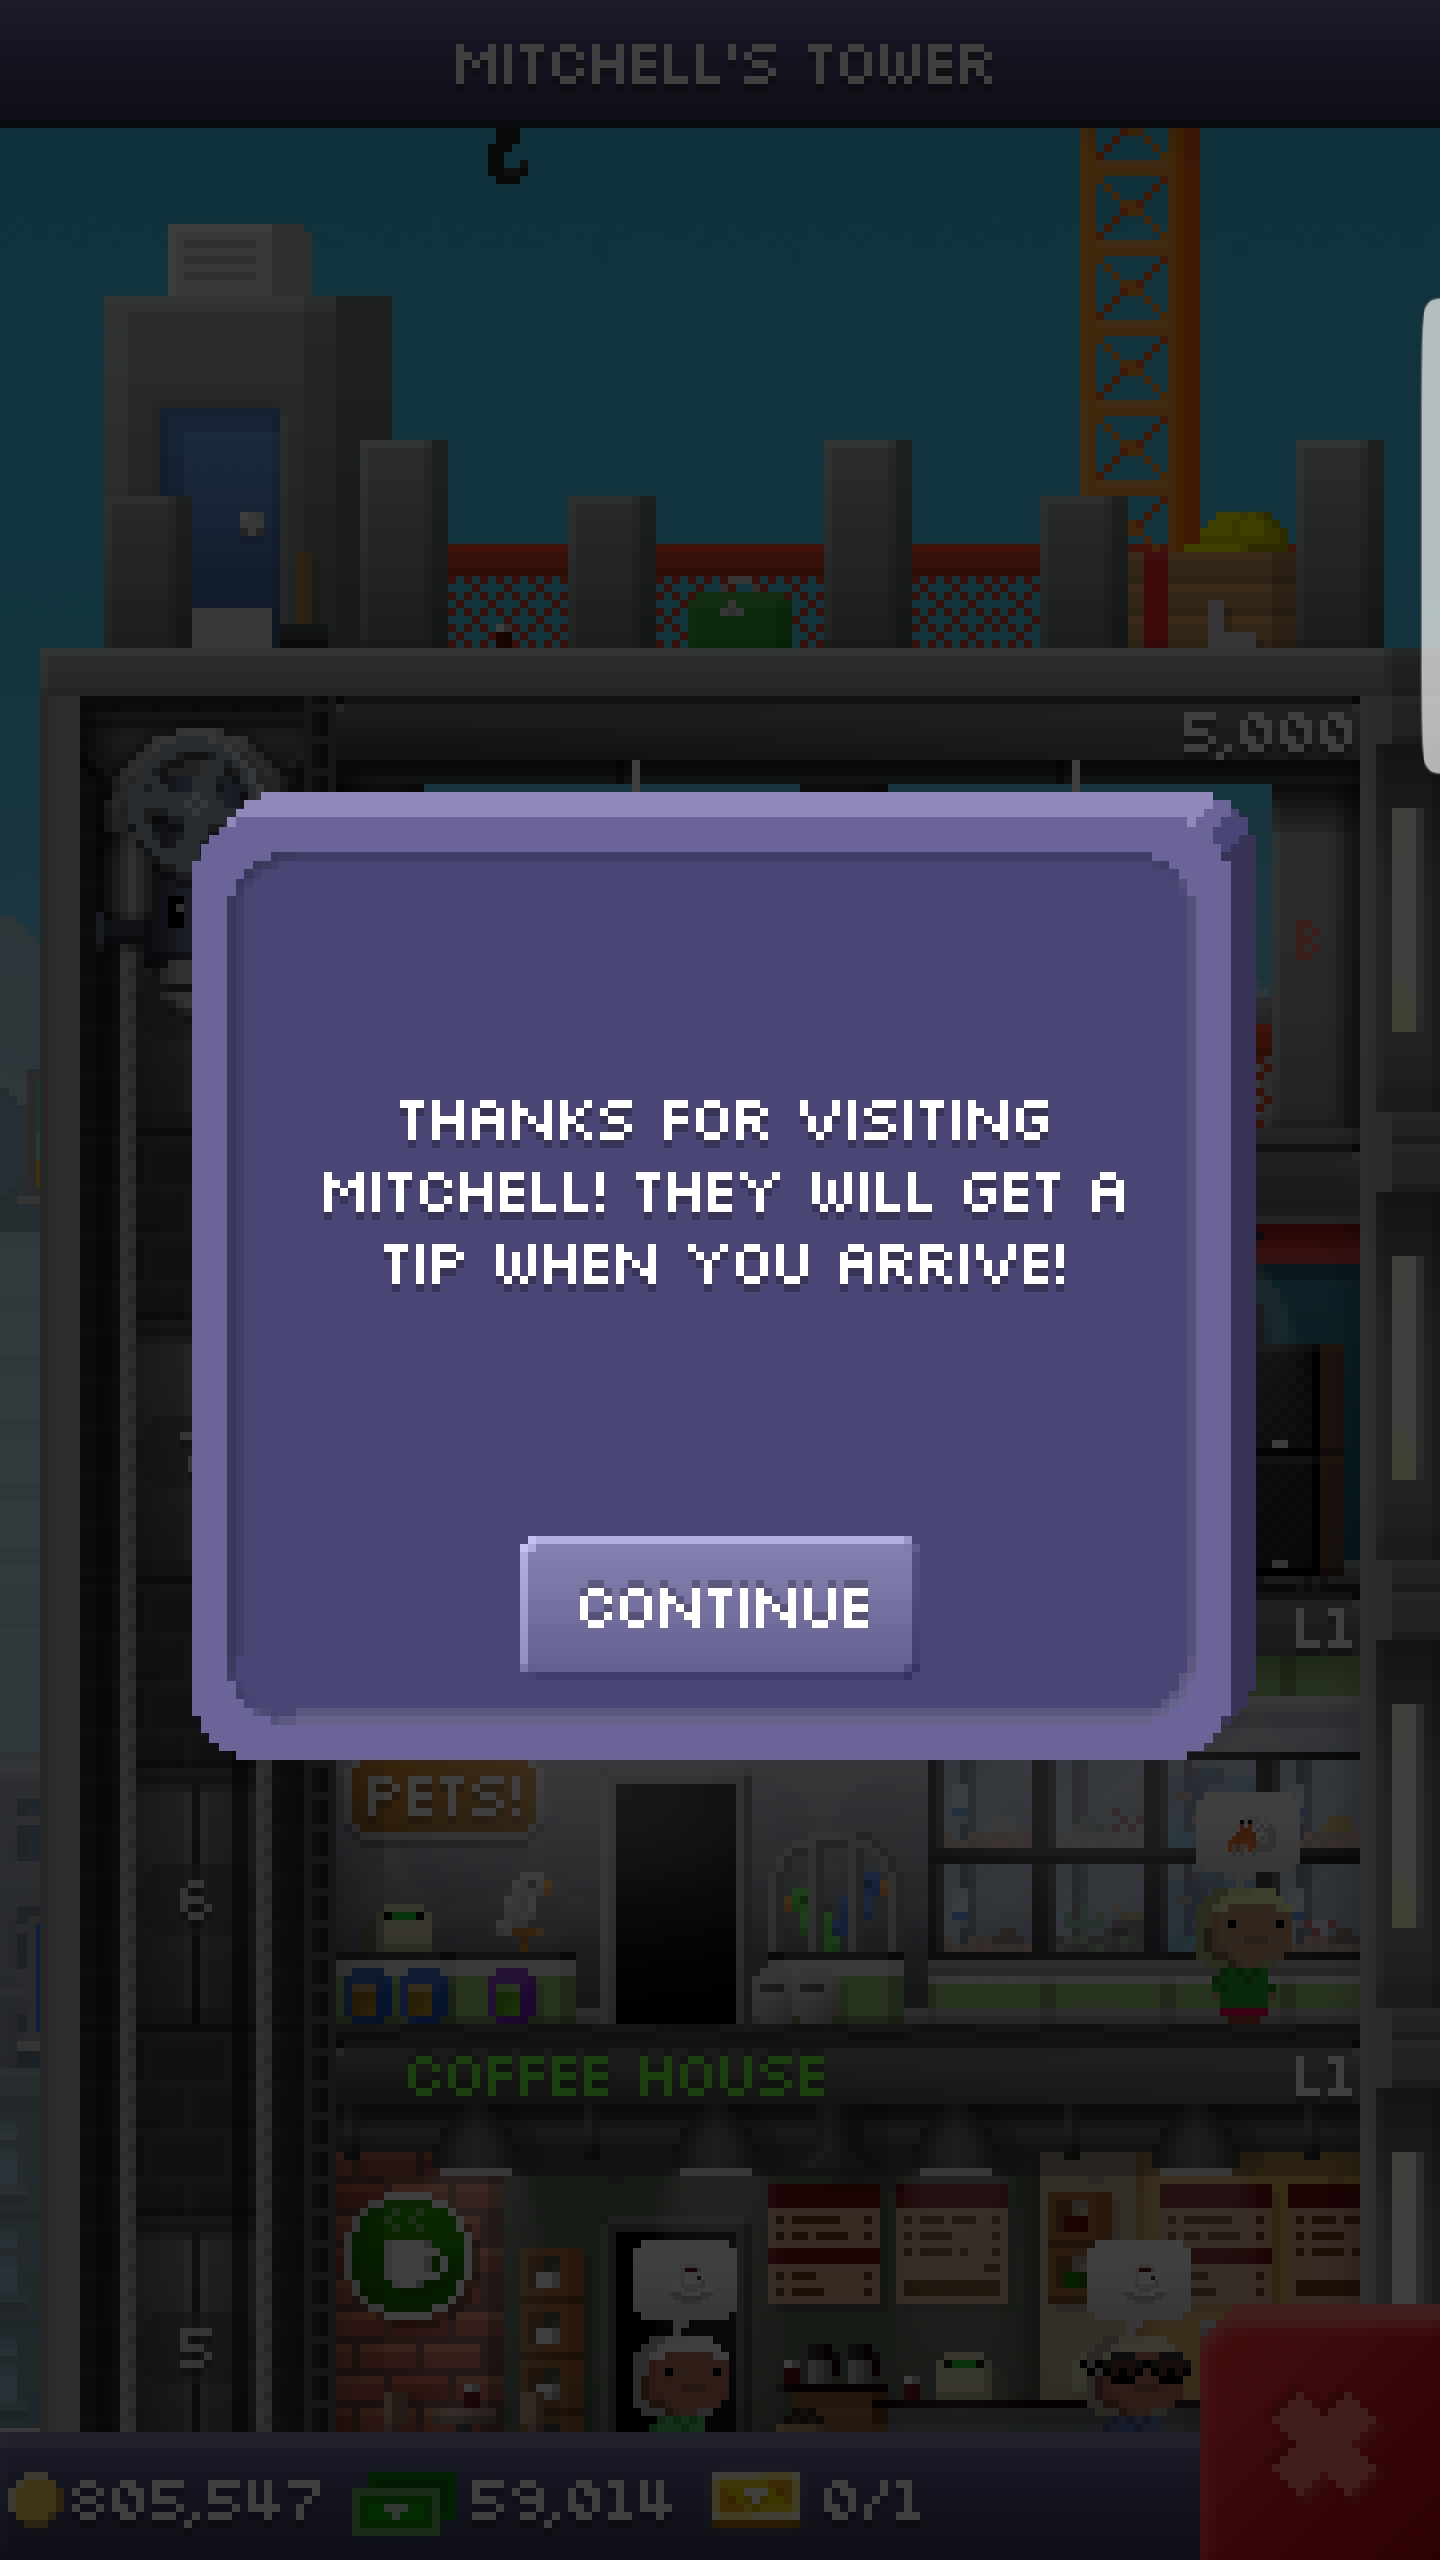 MITCHELL'S TOWER
5,000
B
THANKS FOR VISITING
MITCHELL! THEY WILL GET A
TIP WHEN YOU ARRIVE!
CONTINUE
L1
PETS!
6
COFFEE HOUSE
L1
5
805,547 59,014 0/1